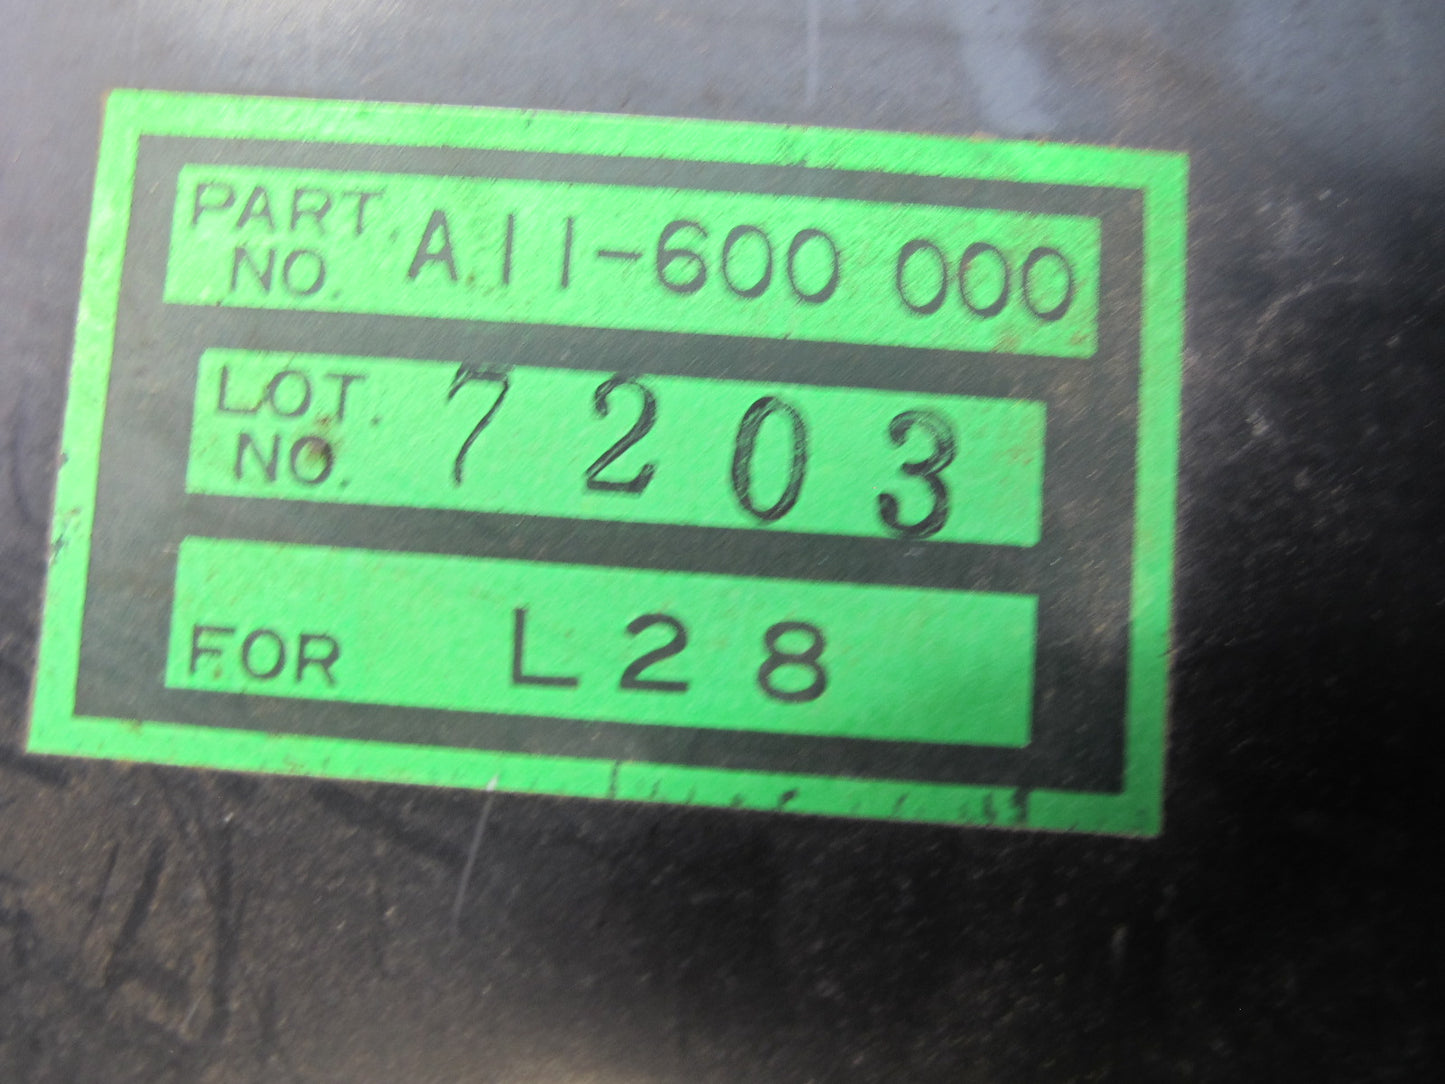 PART NO. A11-600 000
LOT. NO. 7203
FOR L28